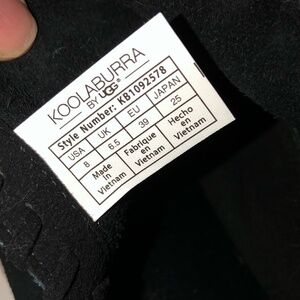 KOOLABURRA
BY UGG®
Style Number: KB1092578
USA UK EU JAPAN
8 6.5 39 25
Made in Vietnam Fabrique en Vietnam Hecho en Vietnam